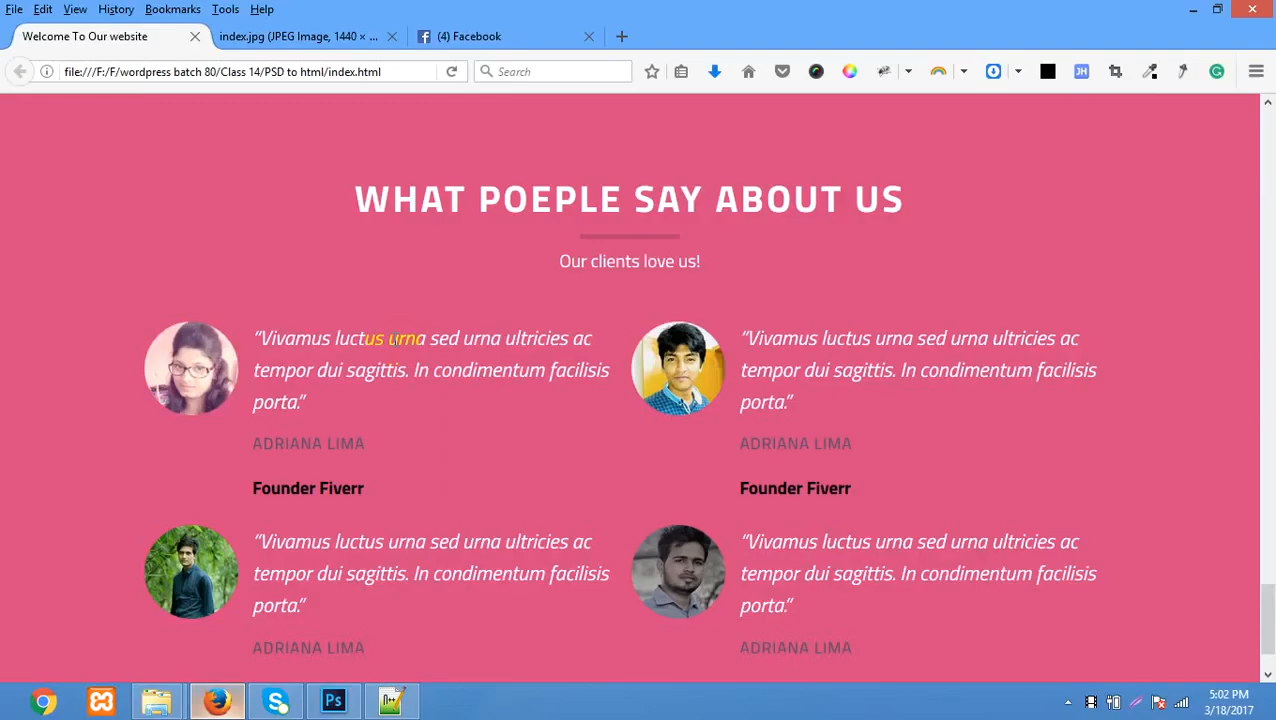 File Edit View History Bookmarks Tools Help
Welcome To Our website
index.jpg (JPEG Image, 1440 × ...
(4) Facebook
file:///F:/F/wordpress batch 80/Class 14/PSD to html/index.html
Search
JH
WHAT POEPLE SAY ABOUT US
Our clients love us!
“Vivamus luctus urna sed urna ultricies ac
tempor dui sagittis. In condimentum facilisis
porta.”
ADRIANA LIMA
Founder Fiverr
“Vivamus luctus urna sed urna ultricies ac
tempor dui sagittis. In condimentum facilisis
porta.”
ADRIANA LIMA
Founder Fiverr
“Vivamus luctus urna sed urna ultricies ac
tempor dui sagittis. In condimentum facilisis
porta.”
ADRIANA LIMA
“Vivamus luctus urna sed urna ultricies ac
tempor dui sagittis. In condimentum facilisis
porta.”
ADRIANA LIMA
Ps
5:02 PM
3/18/2017